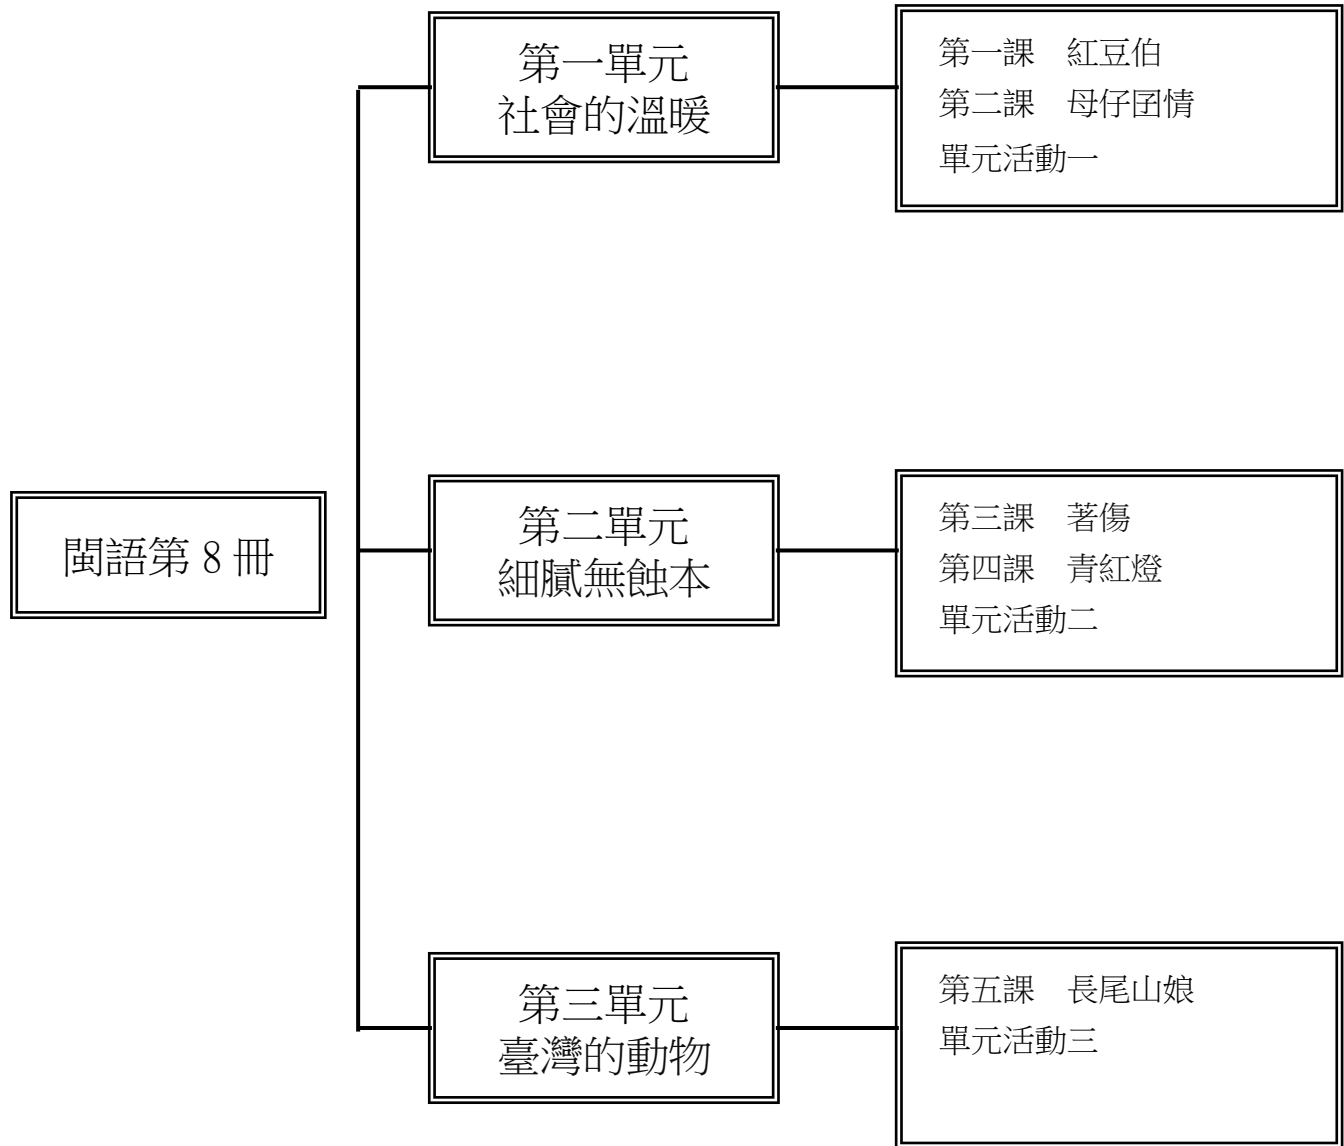 閩語第 8 冊
第一單元
社會的溫暖
第一課　紅豆伯
第二課　母仔囝情
單元活動一
第二單元
細膩無蝕本
第三課　著傷
第四課　青紅燈
單元活動二
第三單元
臺灣的動物
第五課　長尾山娘
單元活動三